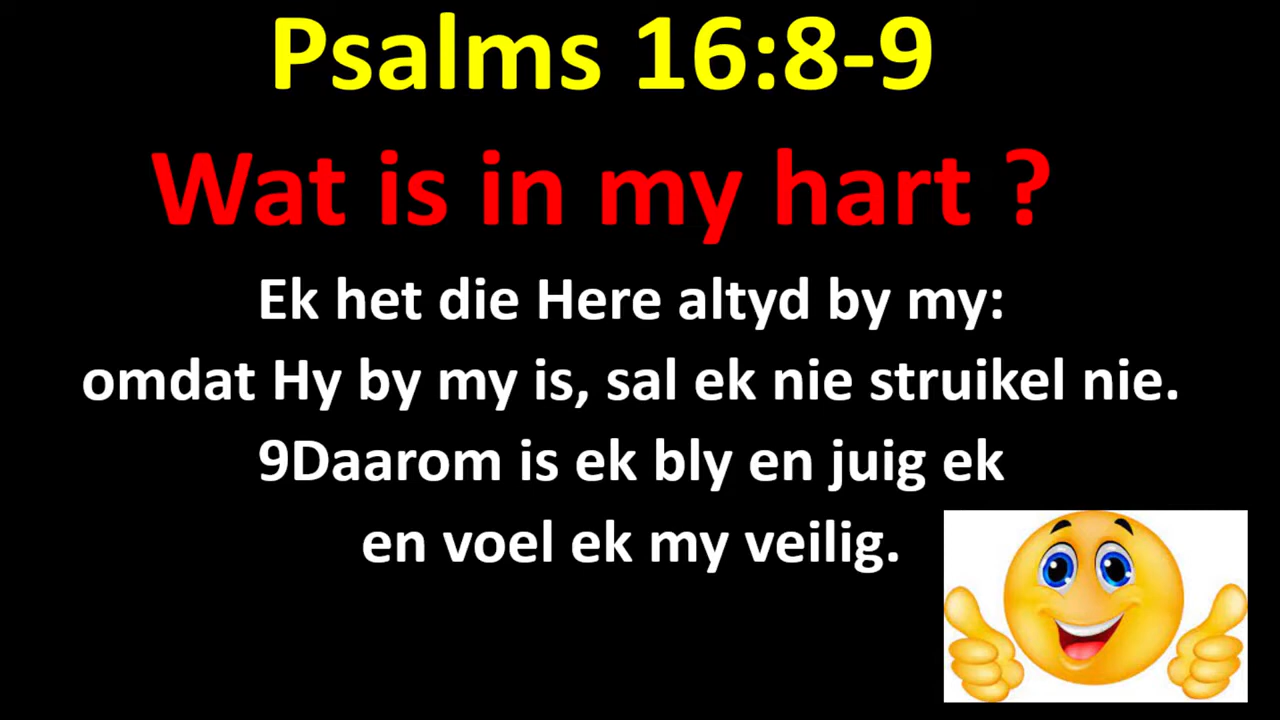 Psalms 16:8-9
Wat is in my hart ?
Ek het die Here altyd by my:
omdat Hy by my is, sal ek nie struikel nie.
9Daarom is ek bly en juig ek
en voel ek my veilig.